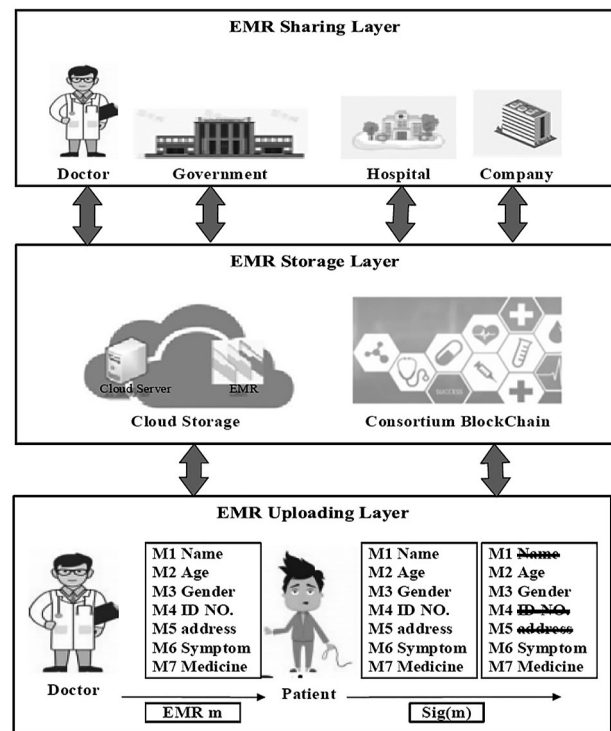 EMR Sharing Layer
Doctor
Government
Hospital
Company
EMR Storage Layer
Cloud Server
EMR
SUCCESS
Cloud Storage
Consortium BlockChain
EMR Uploading Layer
M1 Name
M2 Age
M3 Gender
M4 ID NO.
M5 address
M6 Symptom
M7 Medicine
M1 Name
M2 Age
M3 Gender
M4 ID NO.
M5 address
M6 Symptom
M7 Medicine
M1 Name
M2 Age
M3 Gender
M4 ID NO.
M5 address
M6 Symptom
M7 Medicine
Doctor
Patient
EMR m
Sig(m)